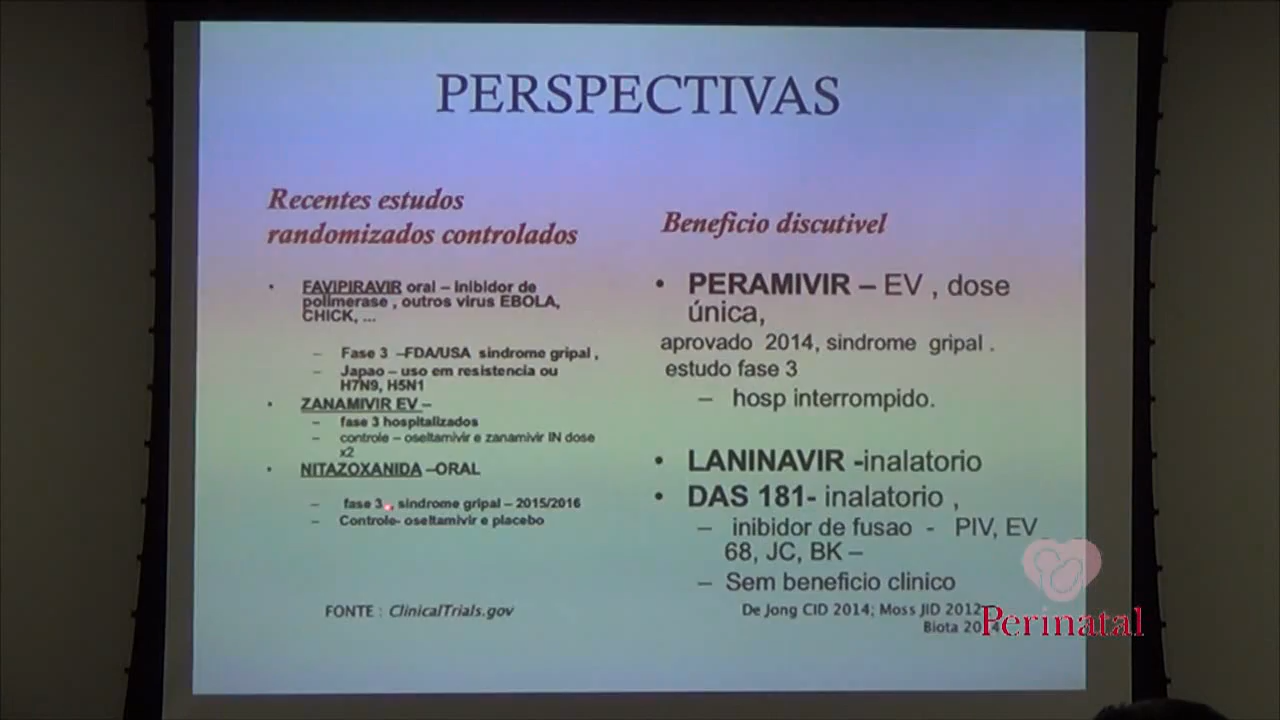 PERSPECTIVAS
Recentes estudos
randomizados controlados
• FAVIPIRAVIR oral – Inibidor de
polimerase , outros virus EBOLA,
CHICK, ...
– Fase 3 –FDA/USA sindrome gripal ,
– Japao – uso em resistencia ou
H7N9, H5N1
• ZANAMIVIR EV –
– fase 3 hospitalizados
– controle – oseltamivir e zanamivir IN dose
x2
• NITAZOXANIDA –ORAL
– fase 3 , sindrome gripal – 2015/2016
– Controle- oseltamivir e placebo
FONTE : ClinicalTrials.gov
Beneficio discutivel
• PERAMIVIR – EV , dose
única,
aprovado 2014, sindrome gripal .
estudo fase 3
– hosp interrompido.
• LANINAVIR -inalatorio
• DAS 181- inalatorio ,
– inibidor de fusao - PIV, EV
68, JC, BK –
– Sem beneficio clinico
De Jong CID 2014; Moss JID 2012
Biota
Perinatal